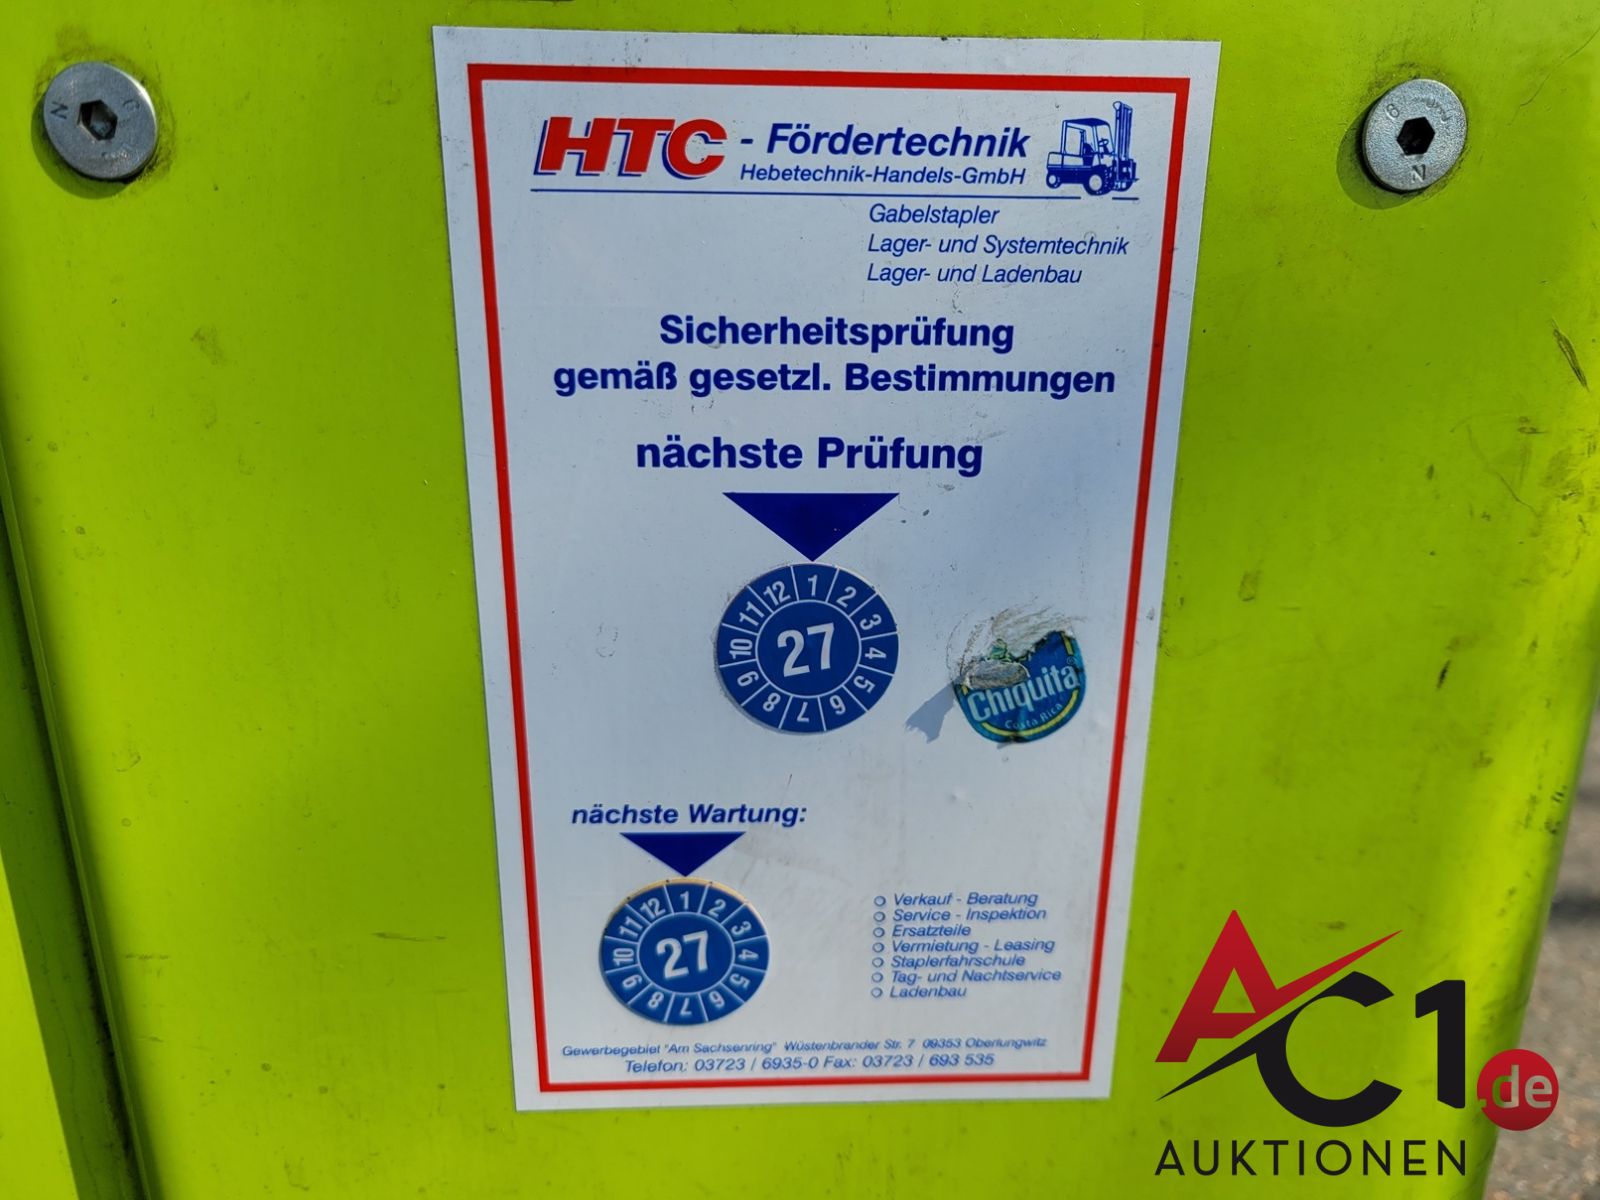 HTC - Fördertechnik
Hebetechnik-Handels-GmbH
Gabelstapler
Lager- und Systemtechnik
Lager- und Ladenbau
Sicherheitsprüfung
gemäß gesetzl. Bestimmungen
nächste Prüfung
1 2 3 4 5 6 7 8 9 10 11 12
27
Chiquita®
Costa Rica
nächste Wartung:
1 2 3 4 5 6 7 8 9 10 11 12
27
Verkauf - Beratung
Service - Inspektion
Ersatzteile
Vermietung - Leasing
Staplerfahrschule
Tag- und Nachtservice
Ladenbau
Gewerbegebiet "Am Sachsenring" Wüstenbrander Str. 7 09353 Oberlungwitz
Telefon: 03723 / 6935-0 Fax: 03723 / 693 535
AC1.de
AUKTIONEN